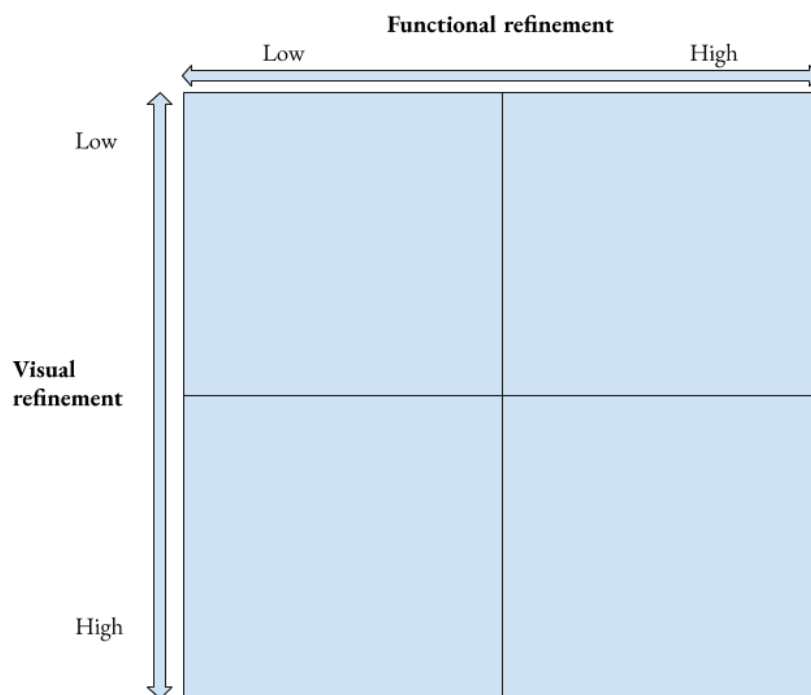 Functional refinement
Low
High
Low
Visual
refinement
High